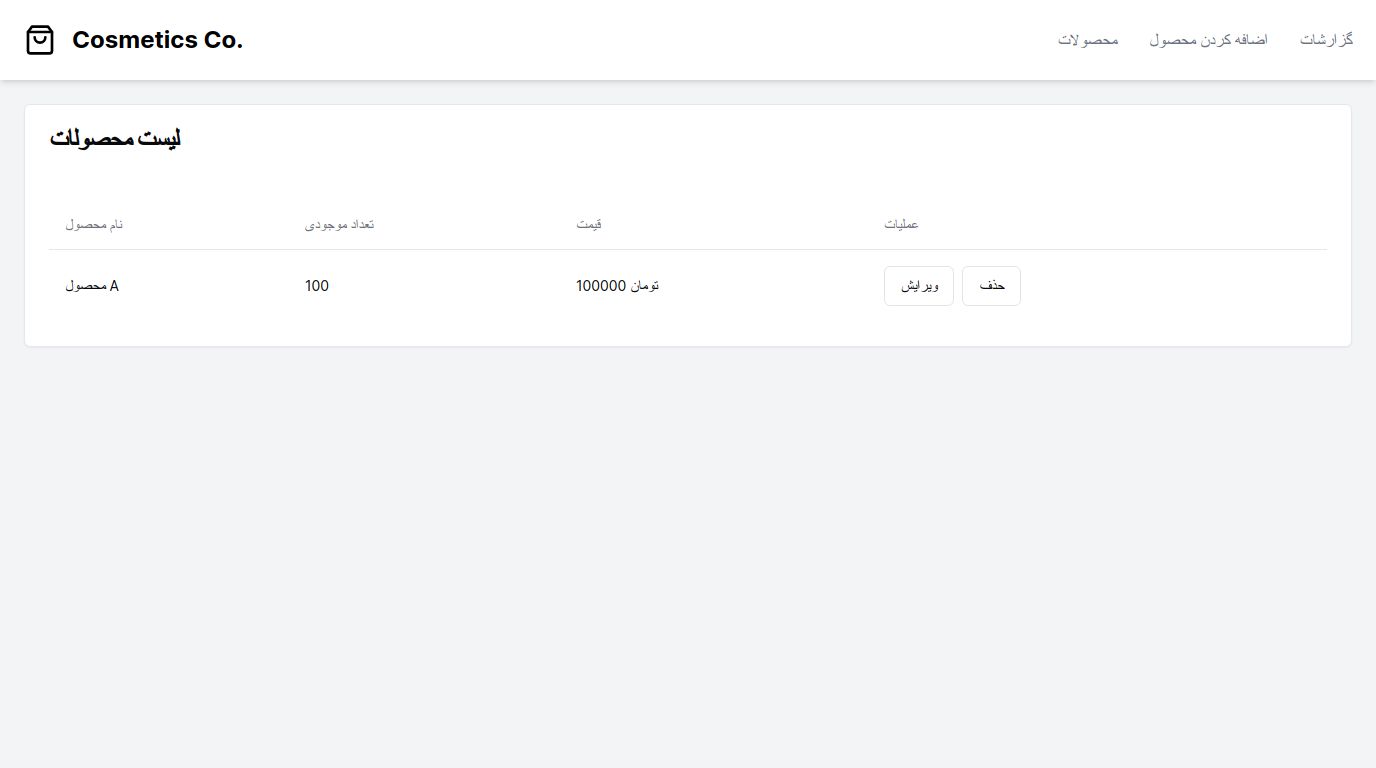 Cosmetics Co.
محصولات
اضافه کردن محصول
گزارشات
لیست محصولات
نام محصول
تعداد موجودی
قیمت
عملیات
محصول A
100
100000 تومان
ویرایش
حذف